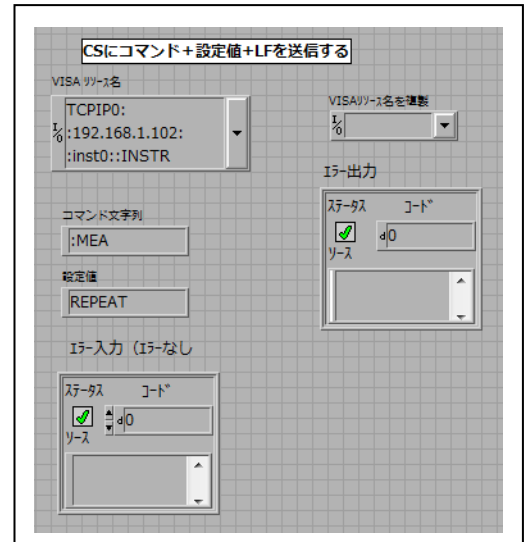 CSにコマンド+設定値+LFを送信する
VISA リソース名
TCPIP0:
:192.168.1.102:
:inst0::INSTR
コマンド文字列
:MEA
設定値
REPEAT
エラー入力（エラーなし
ステータス コード
d0
ソース
VISAリソース名を複製
エラー出力
ステータス コード
d0
ソース